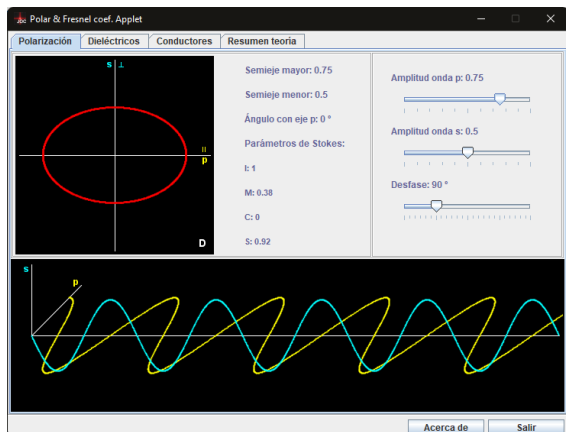 Polar & Fresnel coef. Applet
Polarización Dieléctricos Conductores Resumen teoría
S ⊥
Semieje mayor: 0.75
Semieje menor: 0.5
Ángulo con eje p: 0 °
Parámetros de Stokes:
I: 1
M: 0.38
C: 0
S: 0.92
=
p
D
Amplitud onda p: 0.75
Amplitud onda s: 0.5
Desfase: 90 °
s
p
Acerca de Salir